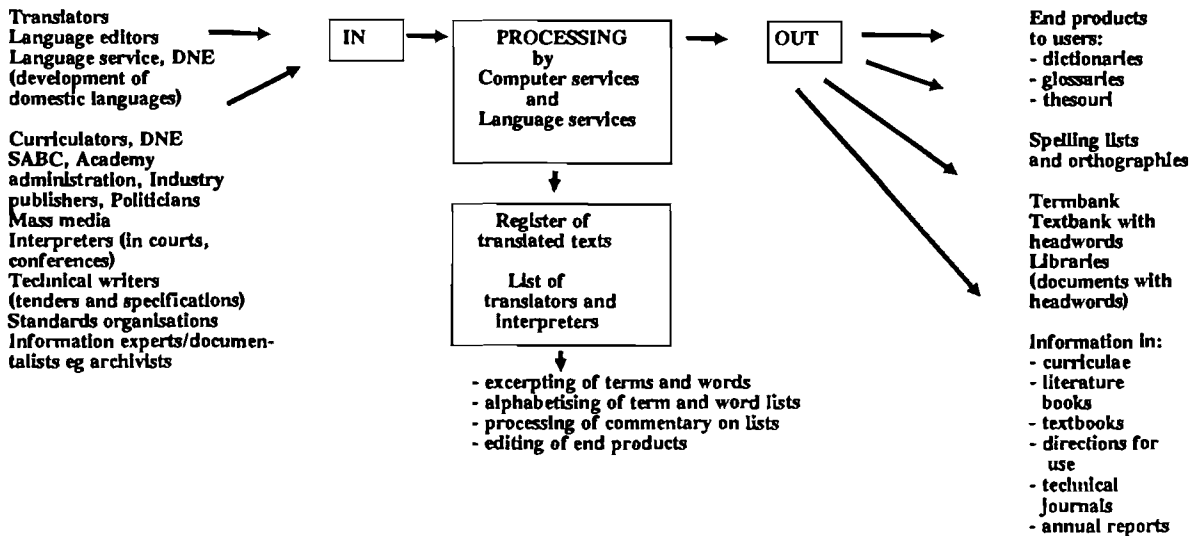 Translators
Language editors
Language service, DNE
(development of
domestic languages)
Curriculators, DNE
SABC, Academy
administration, Industry
publishers, Politicians
Mass media
Interpreters (in courts,
conferences)
Technical writers
(tenders and specifications)
Standards organisations
Information experts/documen-
talists eg archivists
IN
PROCESSING
by
Computer services
and
Language services
Register of
translated texts
List of
translators and
interpreters
- excerpting of terms and words
- alphabetising of term and word lists
- processing of commentary on lists
- editing of end products
OUT
End products
to users:
- dictionaries
- glossaries
- thesouri
Spelling lists
and orthographies
Termbank
Textbank with
headwords
Libraries
(documents with
headwords)
Information in:
- curriculae
- literature
books
- textbooks
- directions for
use
- technical
journals
- annual reports